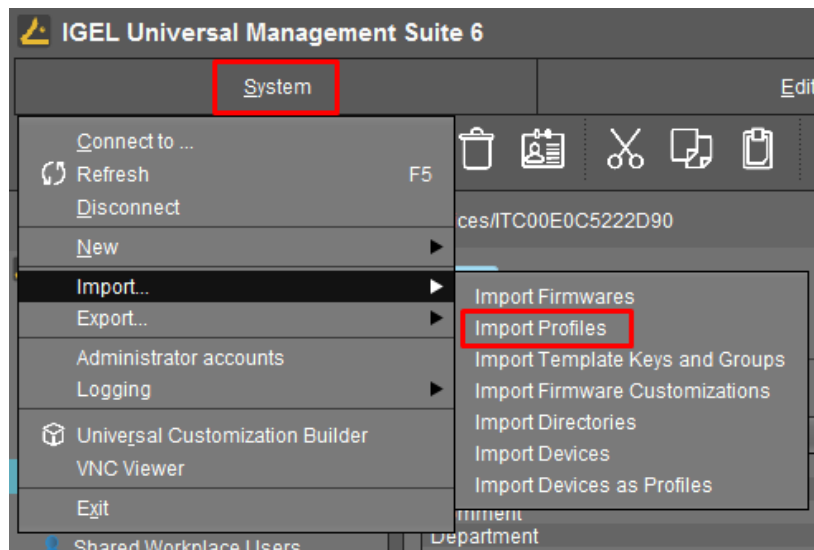 IGEL Universal Management Suite 6
System
Edit
Connect to ...
Refresh F5
Disconnect
New
Import...
Export...
Administrator accounts
Logging
Universal Customization Builder
VNC Viewer
Exit
ces/ITC00E0C5222D90
Import Firmwares
Import Profiles
Import Template Keys and Groups
Import Firmware Customizations
Import Directories
Import Devices
Import Devices as Profiles
Department
Shared Workplace Users